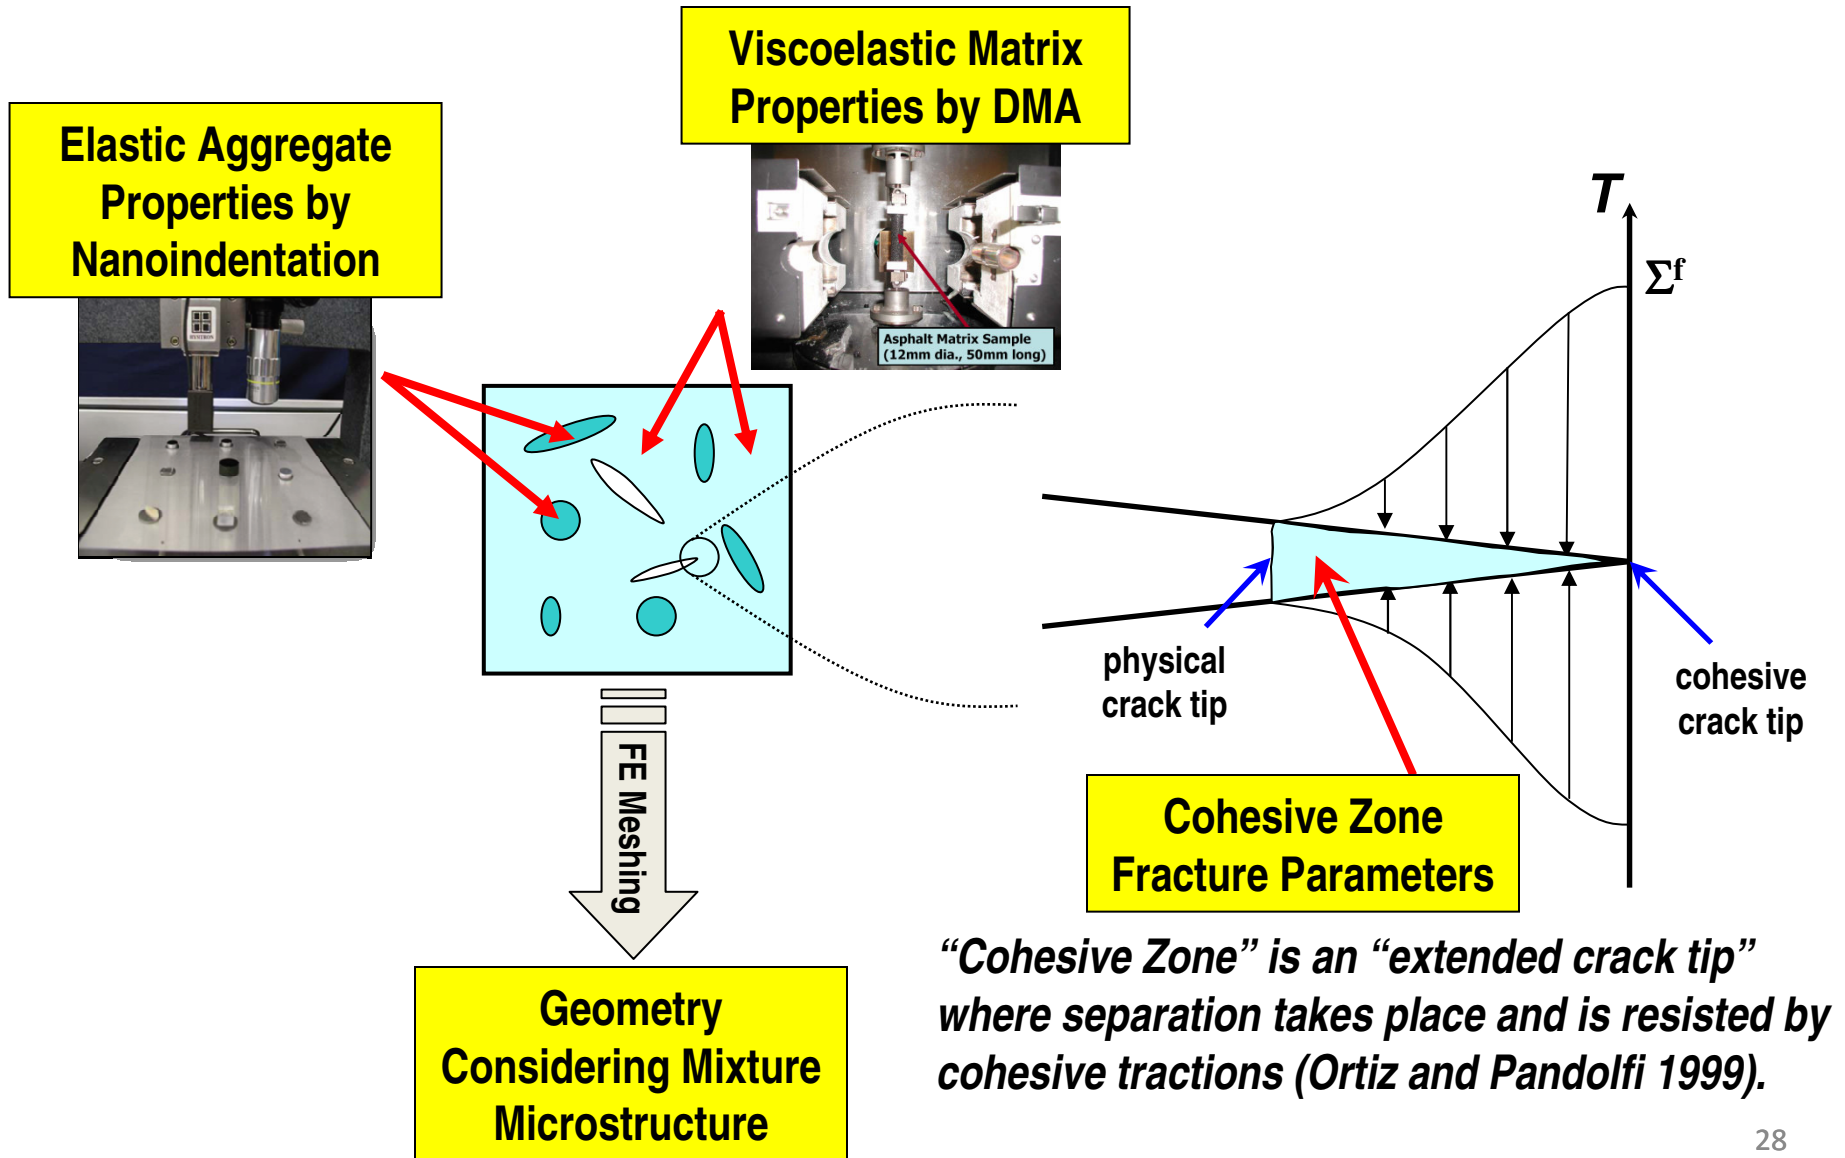 Viscoelastic Matrix
Properties by DMA
Elastic Aggregate
Properties by
Nanoindentation
Asphalt Matrix Sample
(12mm dia., 50mm long)
T
Σf
physical
crack tip
cohesive
crack tip
FE Meshing
Cohesive Zone
Fracture Parameters
Geometry
Considering Mixture
Microstructure
“Cohesive Zone” is an “extended crack tip”
where separation takes place and is resisted by
cohesive tractions (Ortiz and Pandolfi 1999).
28